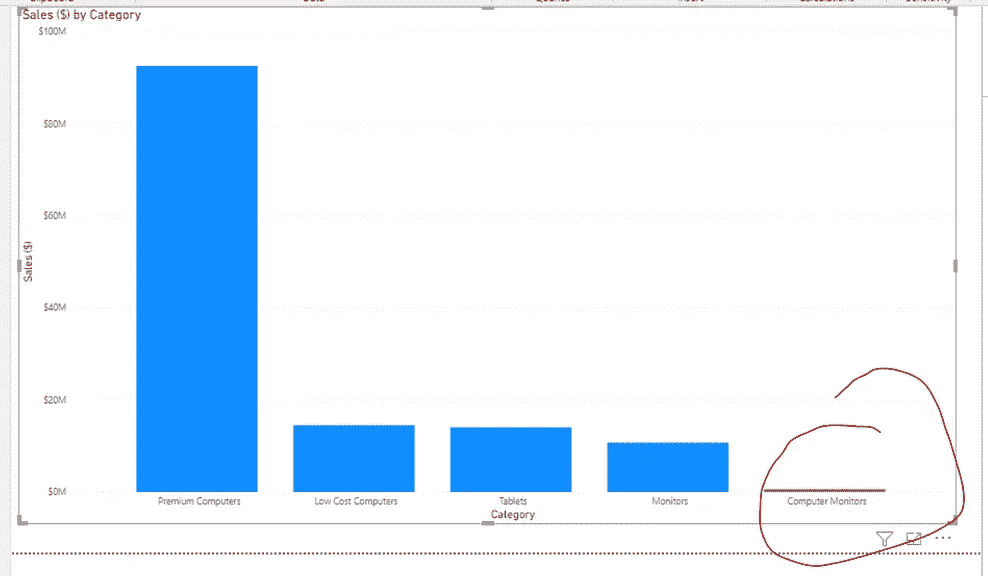 Sales ($) by Category
$100M
$80M
$60M
$40M
$20M
$0M
Sales ($)
Premium Computers
Low Cost Computers
Tablets
Monitors
Computer Monitors
Category